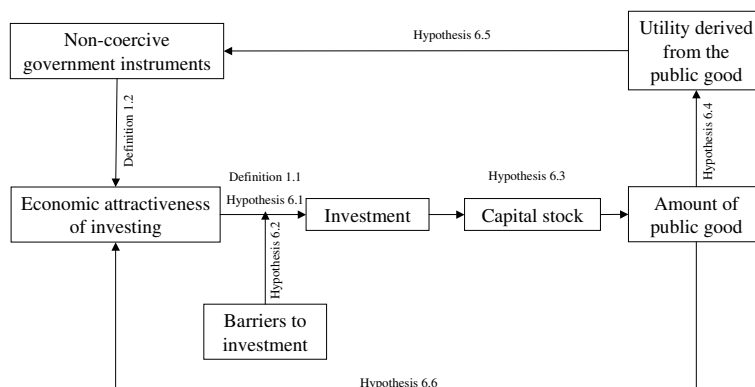 Non-coercive
government instruments
Hypothesis 6.5
Utility derived
from the
public good
Definition 1.2
Hypothesis 6.4
Economic attractiveness
of investing
Definition 1.1
Hypothesis 6.1
Hypothesis 6.2
Investment
Hypothesis 6.3
Capital stock
Amount of
public good
Barriers to
investment
Hypothesis 6.6